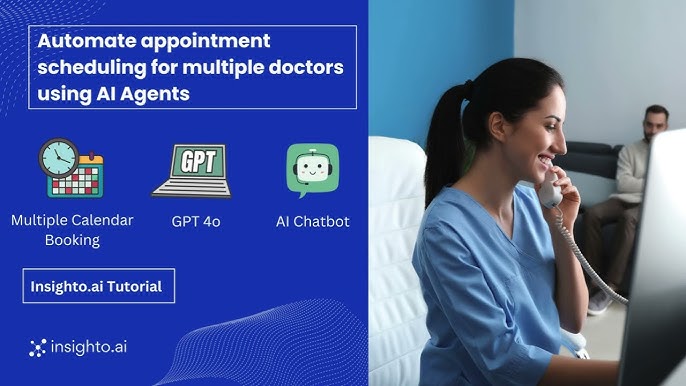 Automate appointment
scheduling for multiple doctors
using AI Agents
GPT
Multiple Calendar
Booking
GPT 4o
AI Chatbot
Insighto.ai Tutorial
insighto.ai